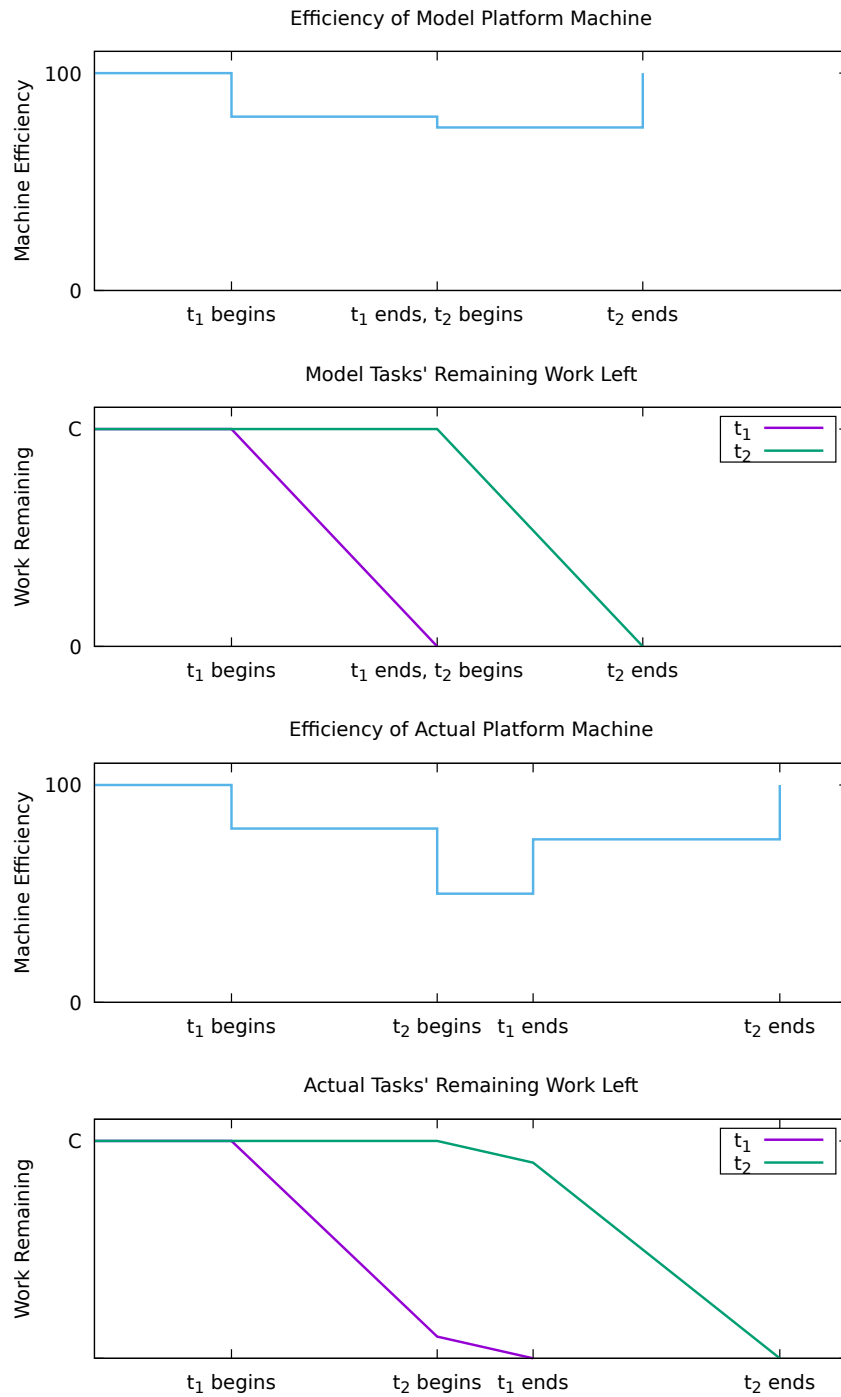 Efficiency of Model Platform Machine
Machine Efficiency
100
0
t₁ begins
t₁ ends, t₂ begins
t₂ ends
Model Tasks' Remaining Work Left
Work Remaining
C
0
t₁
t₂
t₁ begins
t₁ ends, t₂ begins
t₂ ends
Efficiency of Actual Platform Machine
Machine Efficiency
100
0
t₁ begins
t₂ begins
t₁ ends
t₂ ends
Actual Tasks' Remaining Work Left
Work Remaining
C
t₁
t₂
t₁ begins
t₂ begins
t₁ ends
t₂ ends